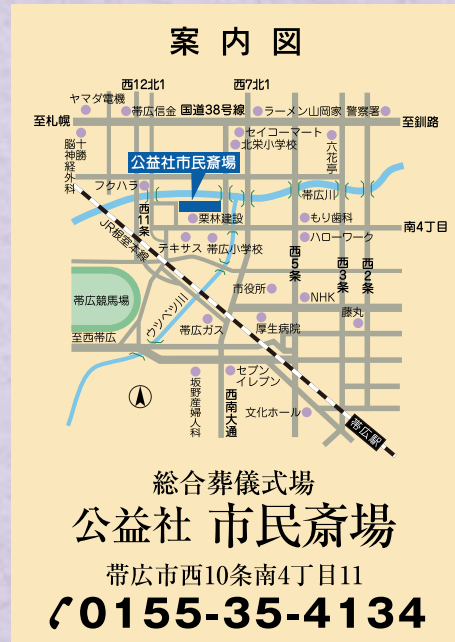 案内図
西12北1
西7北1
ヤマダ電機
帯広信金
国道38号線
ラーメン山岡家
警察署
至札幌
至釧路
十勝
脳神経外科
セイコーマート
北栄小学校
六花亭
公益社市民斎場
フクハラ
帯広川
西11条
栗林建設
もり歯科
南4丁目
JR根室本線
テキサス
帯広小学校
ハローワーク
西5条
西3条
西2条
帯広競馬場
ウツベツ川
市役所
NHK
藤丸
帯広ガス
厚生病院
至西帯広
坂野産婦人科
セブン
イレブン
西南大通
文化ホール
帯広駅
総合葬儀式場
公益社 市民斎場
帯広市西10条南4丁目11
0155-35-4134